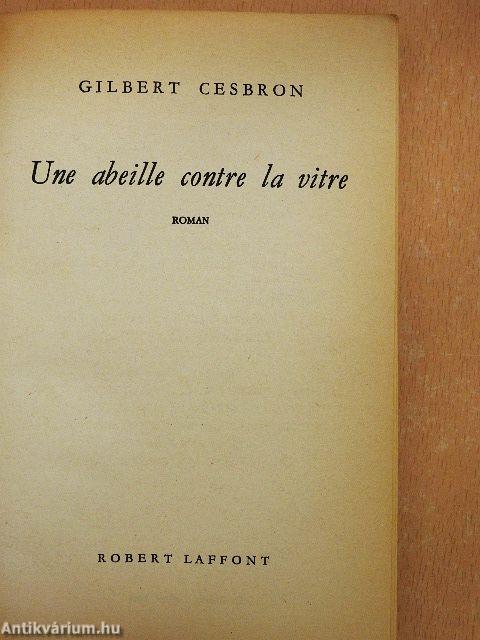 GILBERT CESBRON
Une abeille contre la vitre
ROMAN
ROBERT LAFFONT
Antikvárium.hu